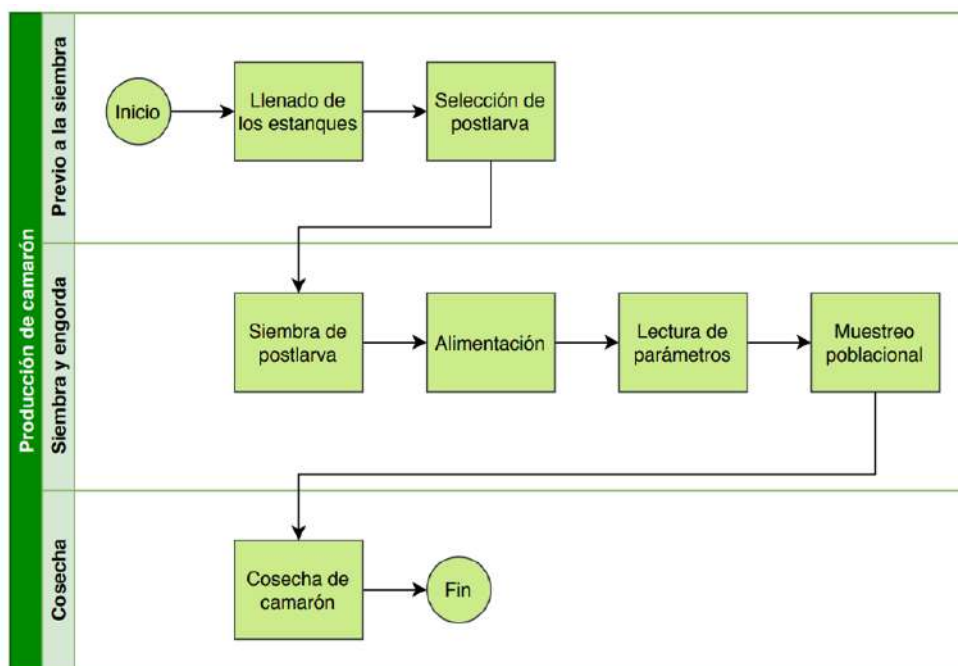 Producción de camarón
Previo a la siembra
Inicio
Llenado de
los estanques
Selección de
postlarva
Siembra y engorda
Siembra de
postlarva
Alimentación
Lectura de
parámetros
Muestreo
poblacional
Cosecha
Cosecha de
camarón
Fin